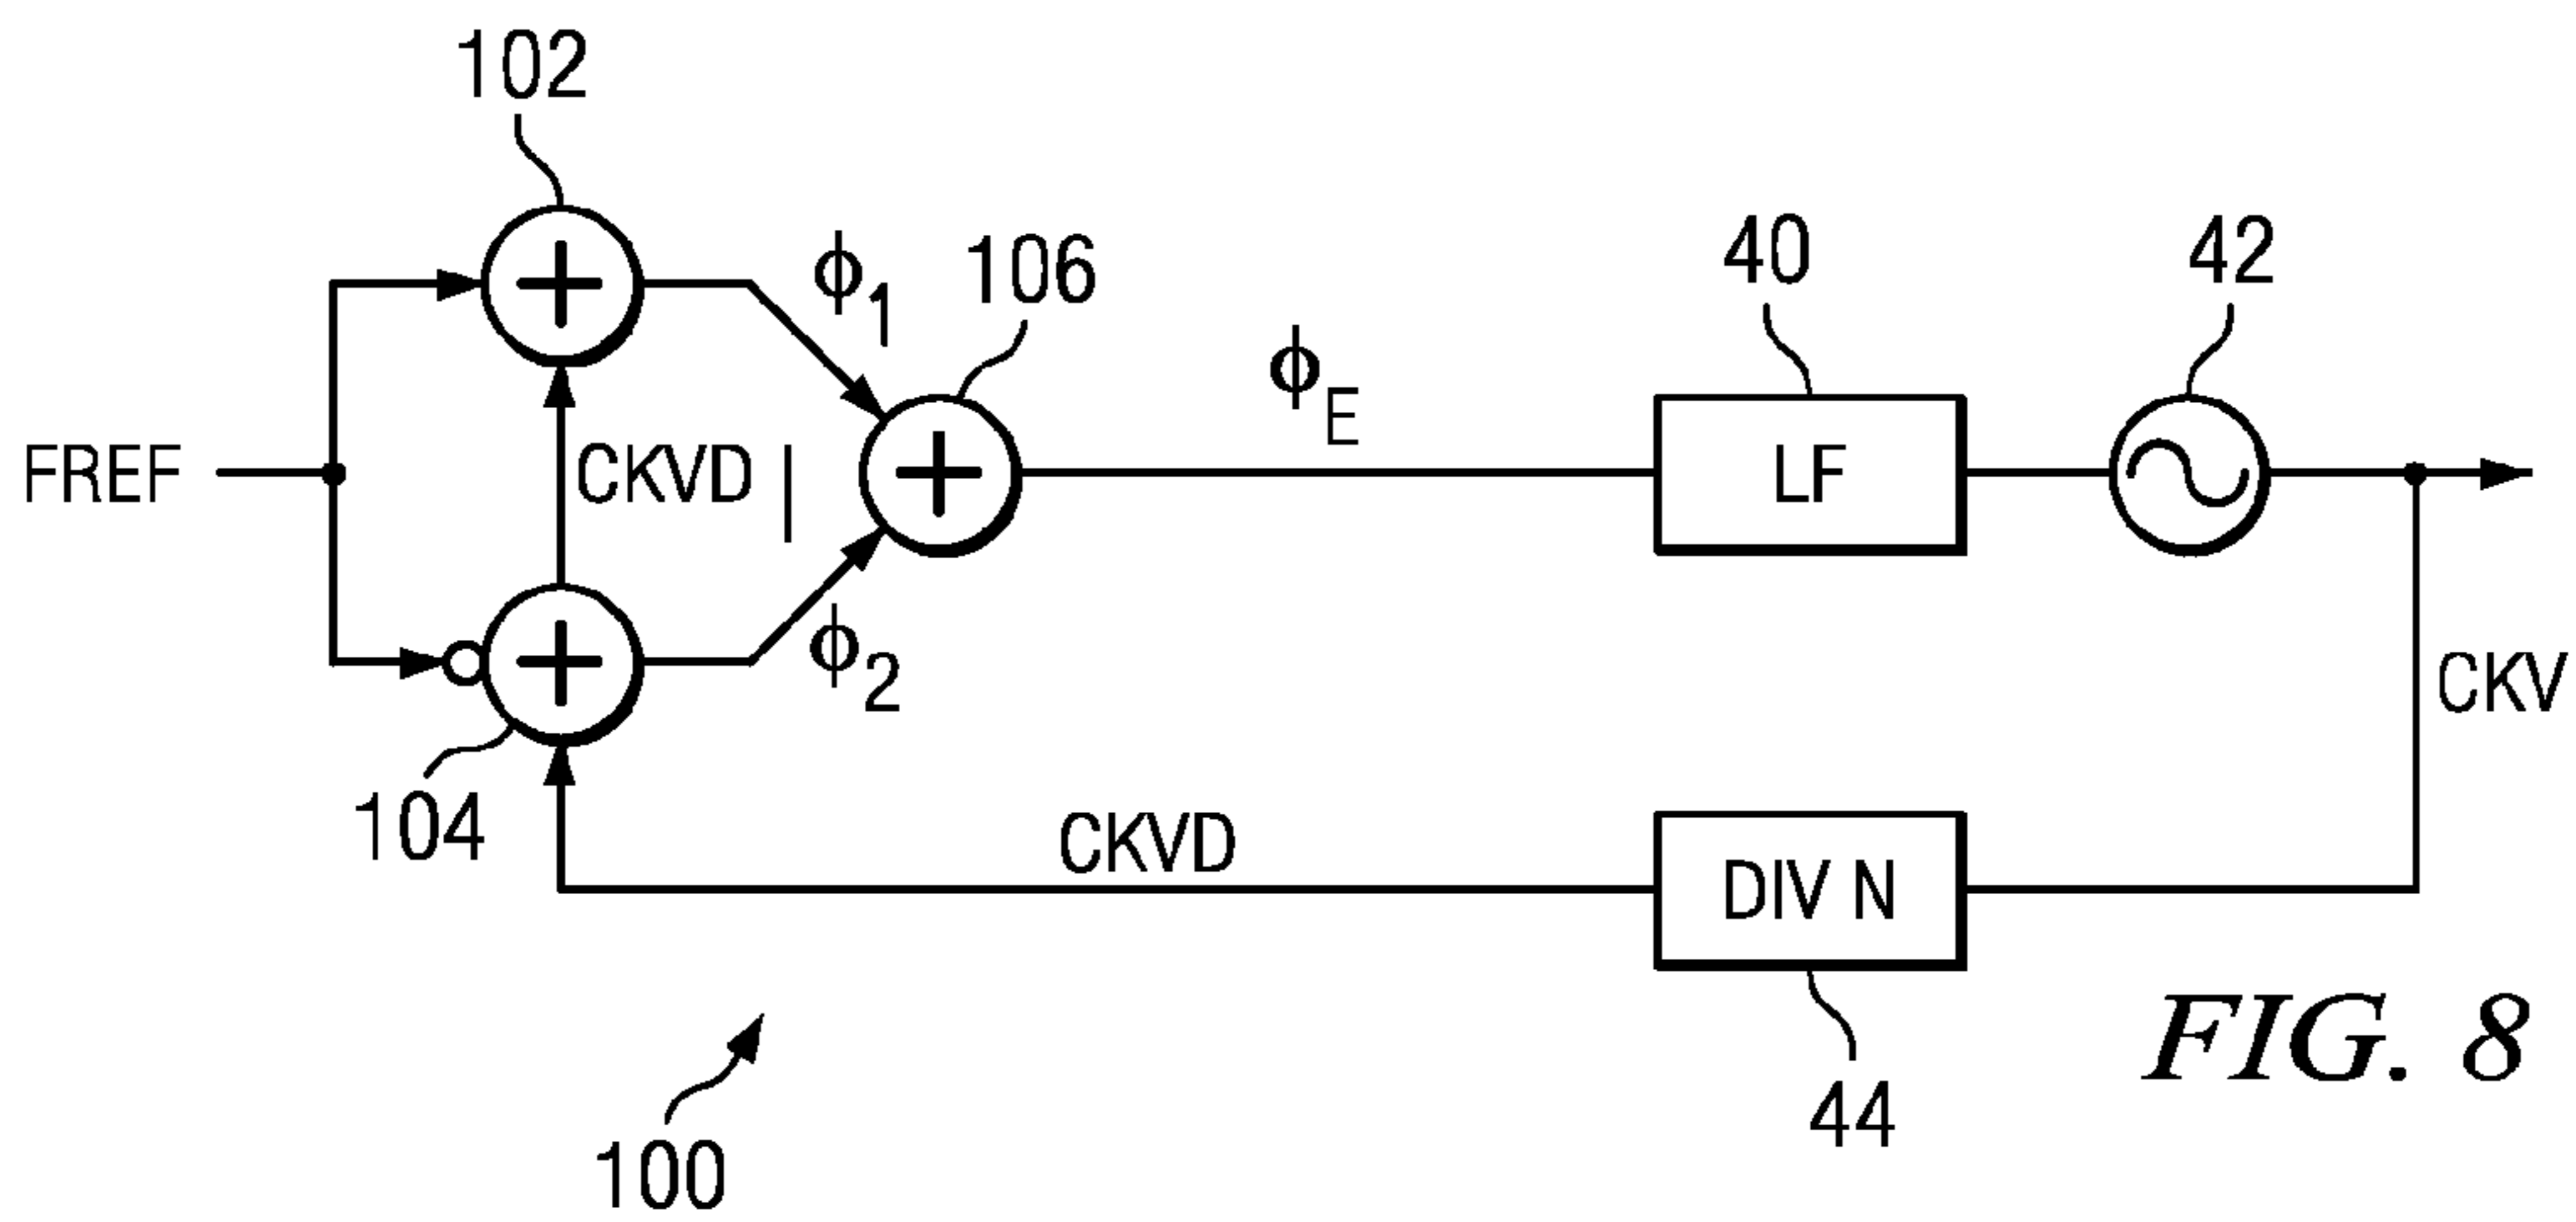 102
ϕ1
106
ϕE
40
42
FREF
CKVD |
LF
ϕ2
CKV
104
CKVD
DIV N
100
44
FIG. 8